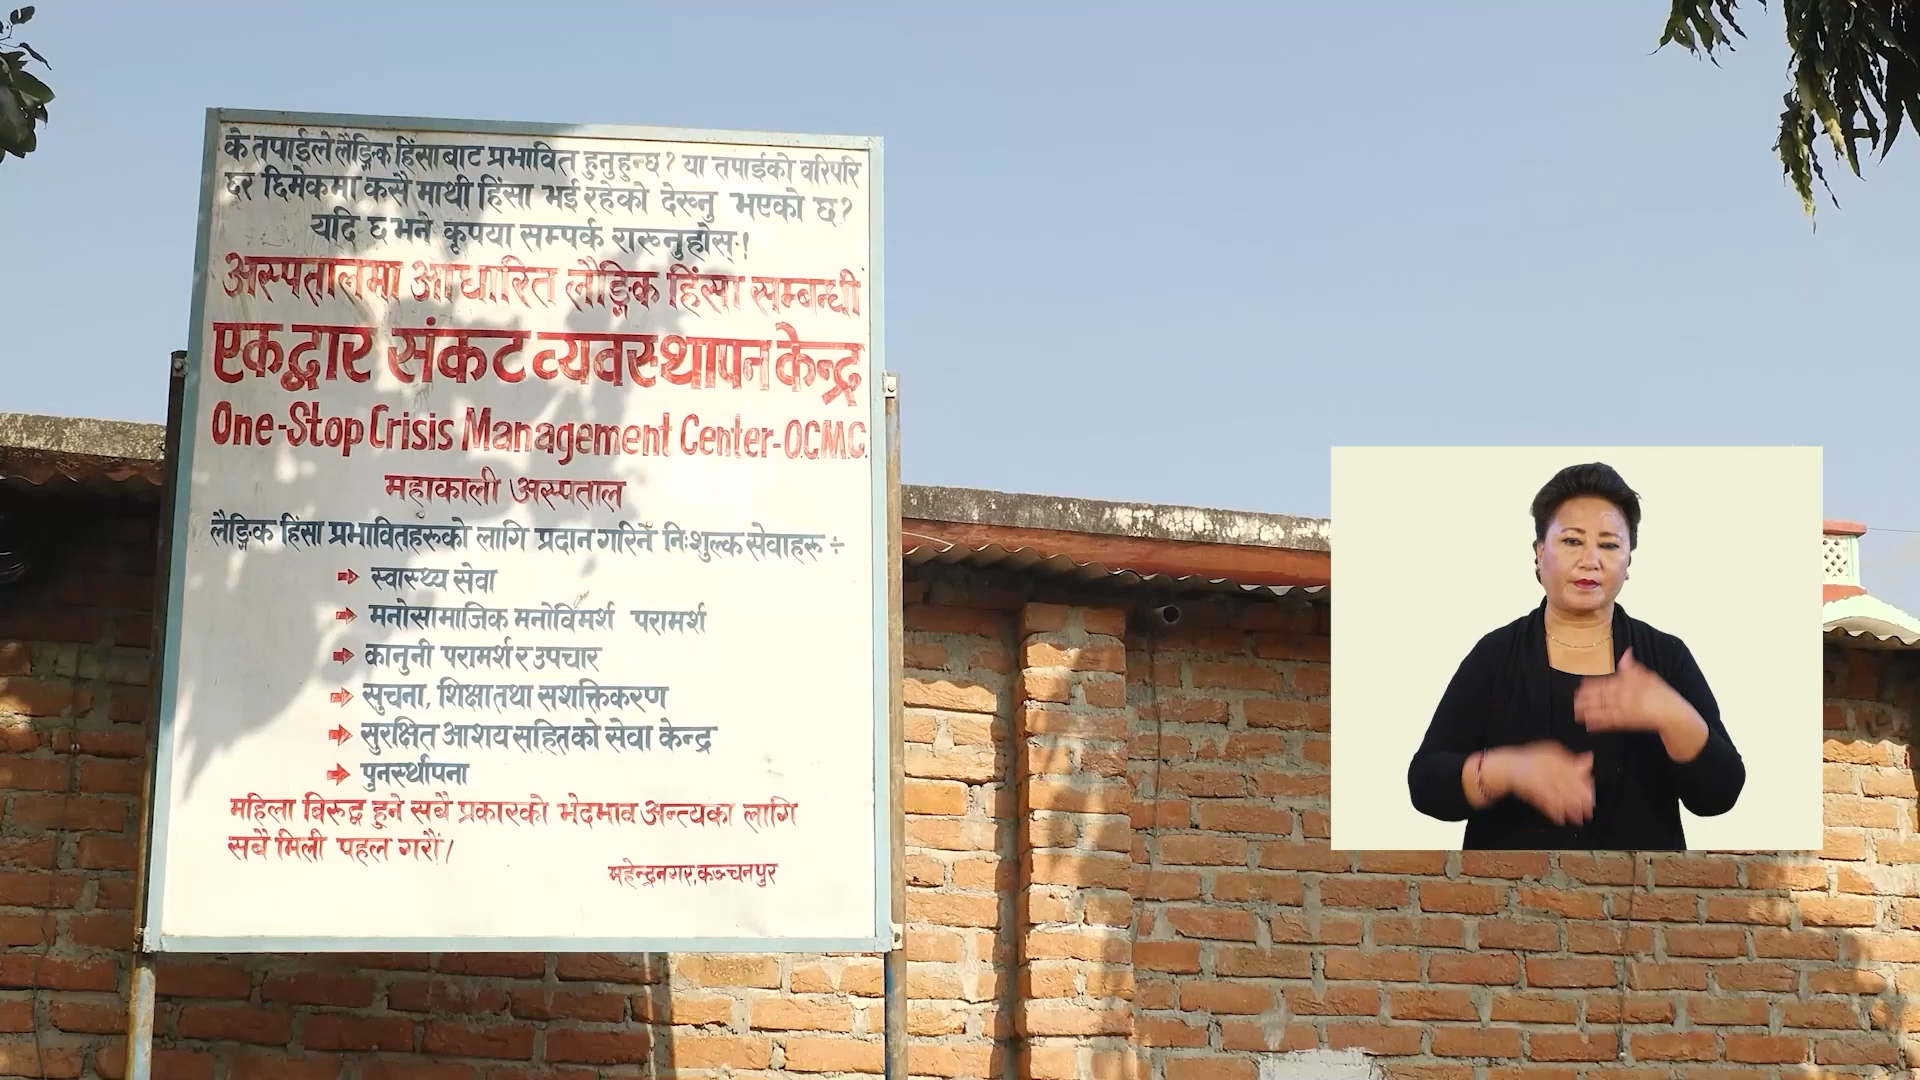 के तपाईले लैङ्गिक हिंसाबाट प्रभावित हुनुहुन्छ? या तपाईको वरिपरि
छर छिमेकमा कसै माथी हिंसा भई रहेको देख्नु भएको छ?
यदि छ भने कृपया सम्पर्क राख्नुहोस्!
अस्पतालमा आधारित लैङ्गिक हिंसा सम्बन्धी
एकद्वार संकट व्यवस्थापन केन्द्र
One-Stop Crisis Management Center-O.C.M.C.
महाकाली अस्पताल
लैङ्गिक हिंसा प्रभावितहरूको लागि प्रदान गरिने निःशुल्क सेवाहरू ÷
⇨ स्वास्थ्य सेवा
⇨ मनोसामाजिक मनोविमर्श परामर्श
⇨ कानुनी परामर्श र उपचार
⇨ सुचना, शिक्षा तथा सशक्तिकरण
⇨ सुरक्षित आशय सहितको सेवा केन्द्र
⇨ पुनर्स्थापना
महिला बिरुद्ध हुने सबै प्रकारको भेदभाव अन्त्यका लागि
सबै मिली पहल गरौं।
महेन्द्रनगर,कञ्चनपुर